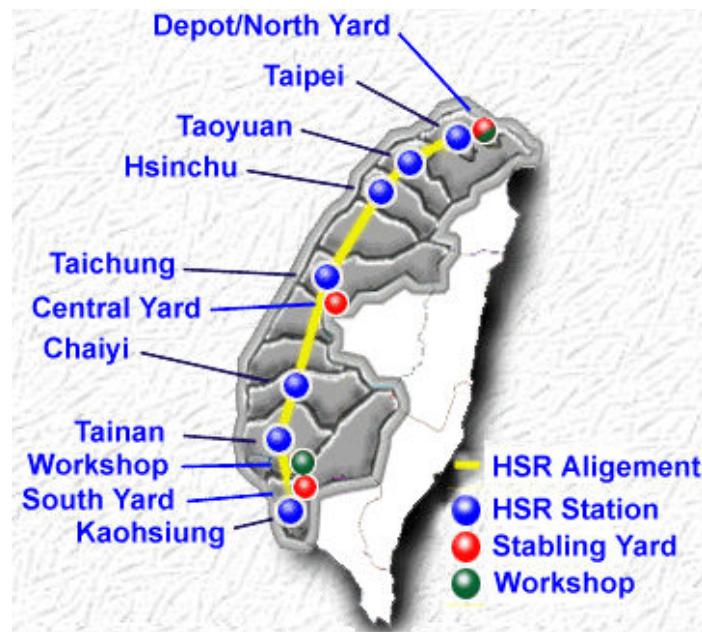 Depot/North Yard
Taipei
Taoyuan
Hsinchu
Taichung
Central Yard
Chaiyi
Tainan
Workshop
South Yard
Kaohsiung
HSR Aligement
HSR Station
Stabling Yard
Workshop